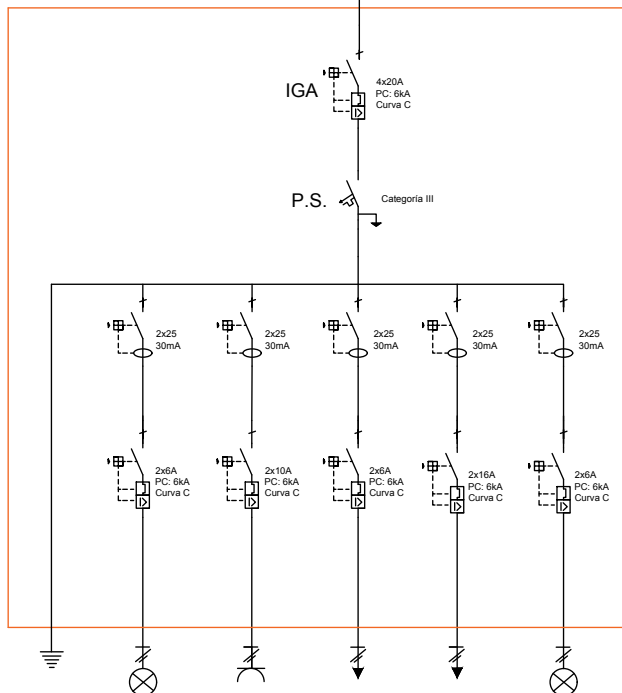 IGA
4x20A
PC: 6kA
Curva C
P.S.
Categoría III
2x25
30mA
2x25
30mA
2x25
30mA
2x25
30mA
2x25
30mA
2x6A
PC: 6kA
Curva C
2x10A
PC: 6kA
Curva C
2x6A
PC: 6kA
Curva C
2x16A
PC: 6kA
Curva C
2x6A
PC: 6kA
Curva C